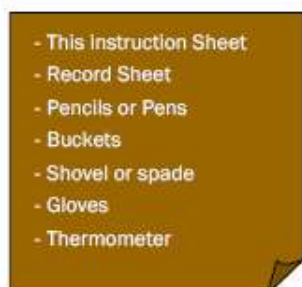 - This instruction Sheet
- Record Sheet
- Pencils or Pens
- Buckets
- Shovel or spade
- Gloves
- Thermometer